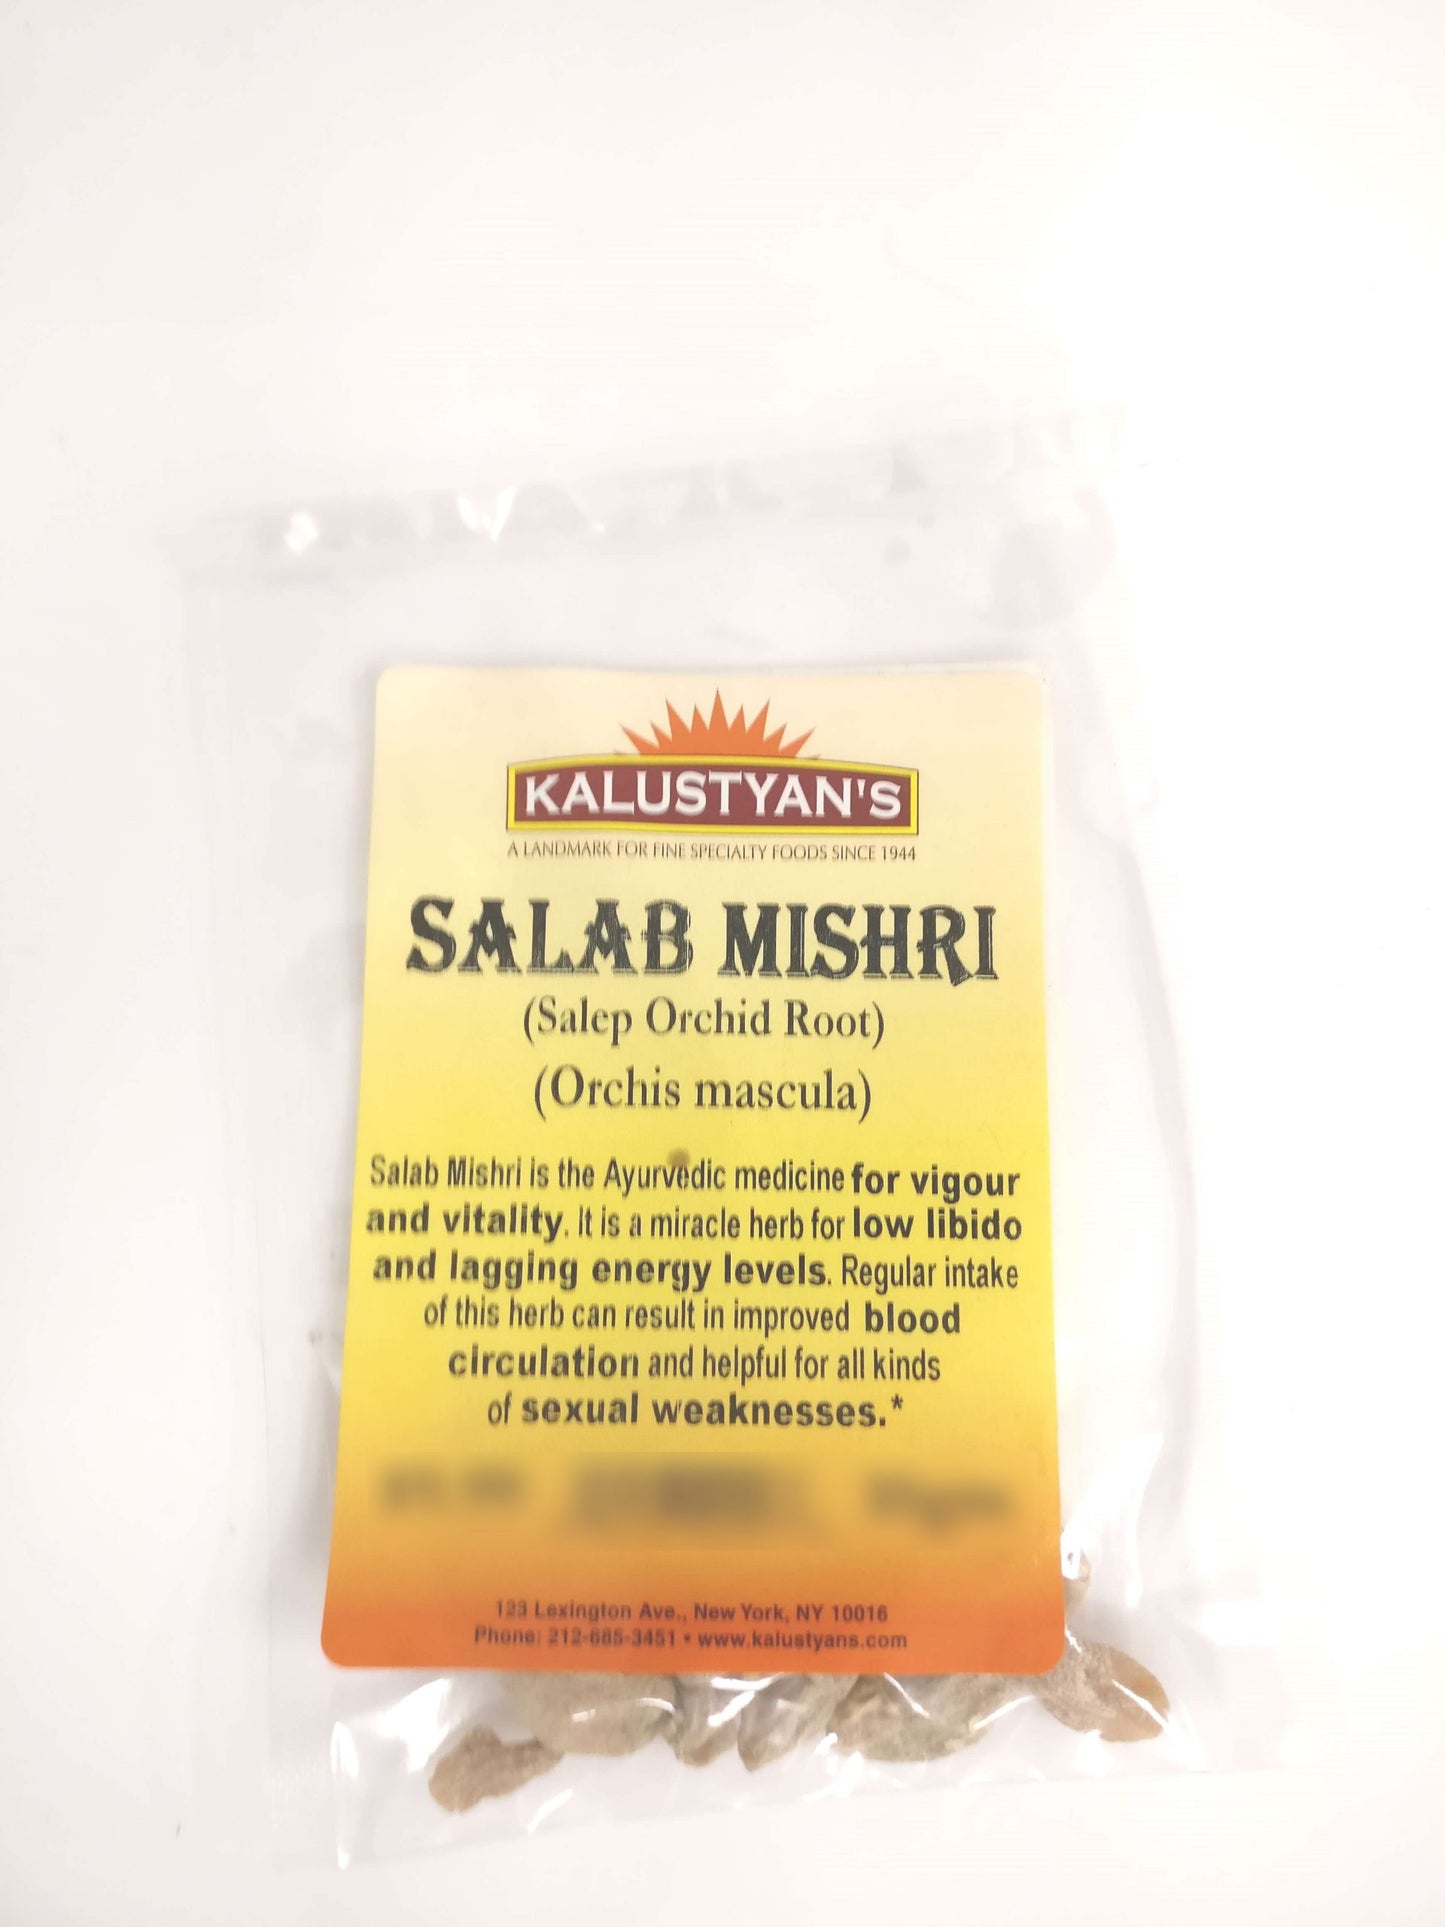 KALUSTYAN'S
A LANDMARK FOR FINE SPECIALTY FOODS SINCE 1944
SALAB MISHRI
(Salep Orchid Root)
(Orchis mascula)
Salab Mishri is the Ayurvedic medicine for vigour
and vitality. It is a miracle herb for low libido
and lagging energy levels. Regular intake
of this herb can result in improved blood
circulation and helpful for all kinds
of sexual weaknesses.*
123 Lexington Ave., New York, NY 10016
Phone: 212-685-3451 • www.kalustyans.com